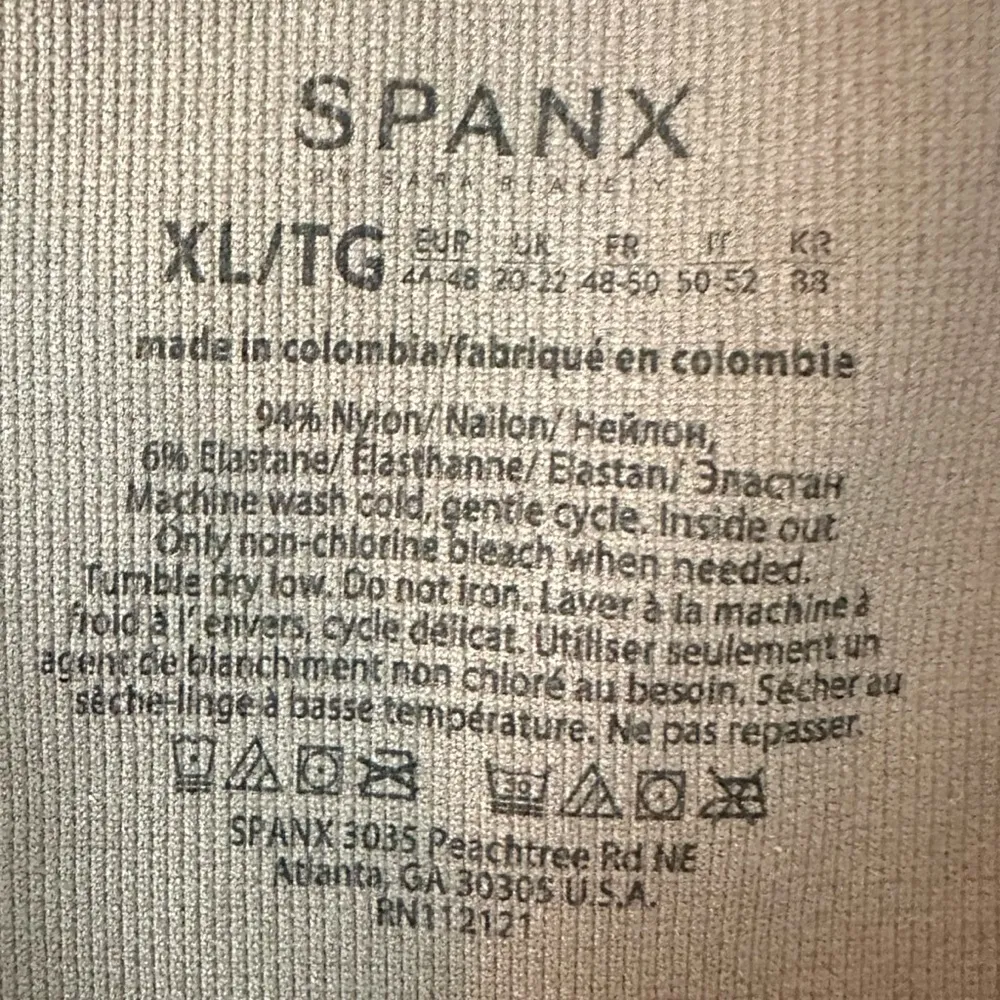 SPANX
BY SARA BLAKELY
XL/TG EUR UK FR IT KR
44-48 20-22 48-50 50-52 88
made in colombia/fabriqué en colombie
94% Nylon/ Nailon/ Нейлон,
6% Elastane/ Élasthanne/ Elastan/ Эластан
Machine wash cold, gentle cycle. Inside out.
Only non-chlorine bleach when needed.
Tumble dry low. Do not iron. Laver à la machine à
froid à l' envers, cycle délicat. Utiliser seulement un
agent de blanchiment non chloré au besoin. Sécher au
sèche-linge à basse température. Ne pas repasser.
30
SPANX 3035 Peachtree Rd NE
Atlanta, GA 30305 U.S.A.
RN112121